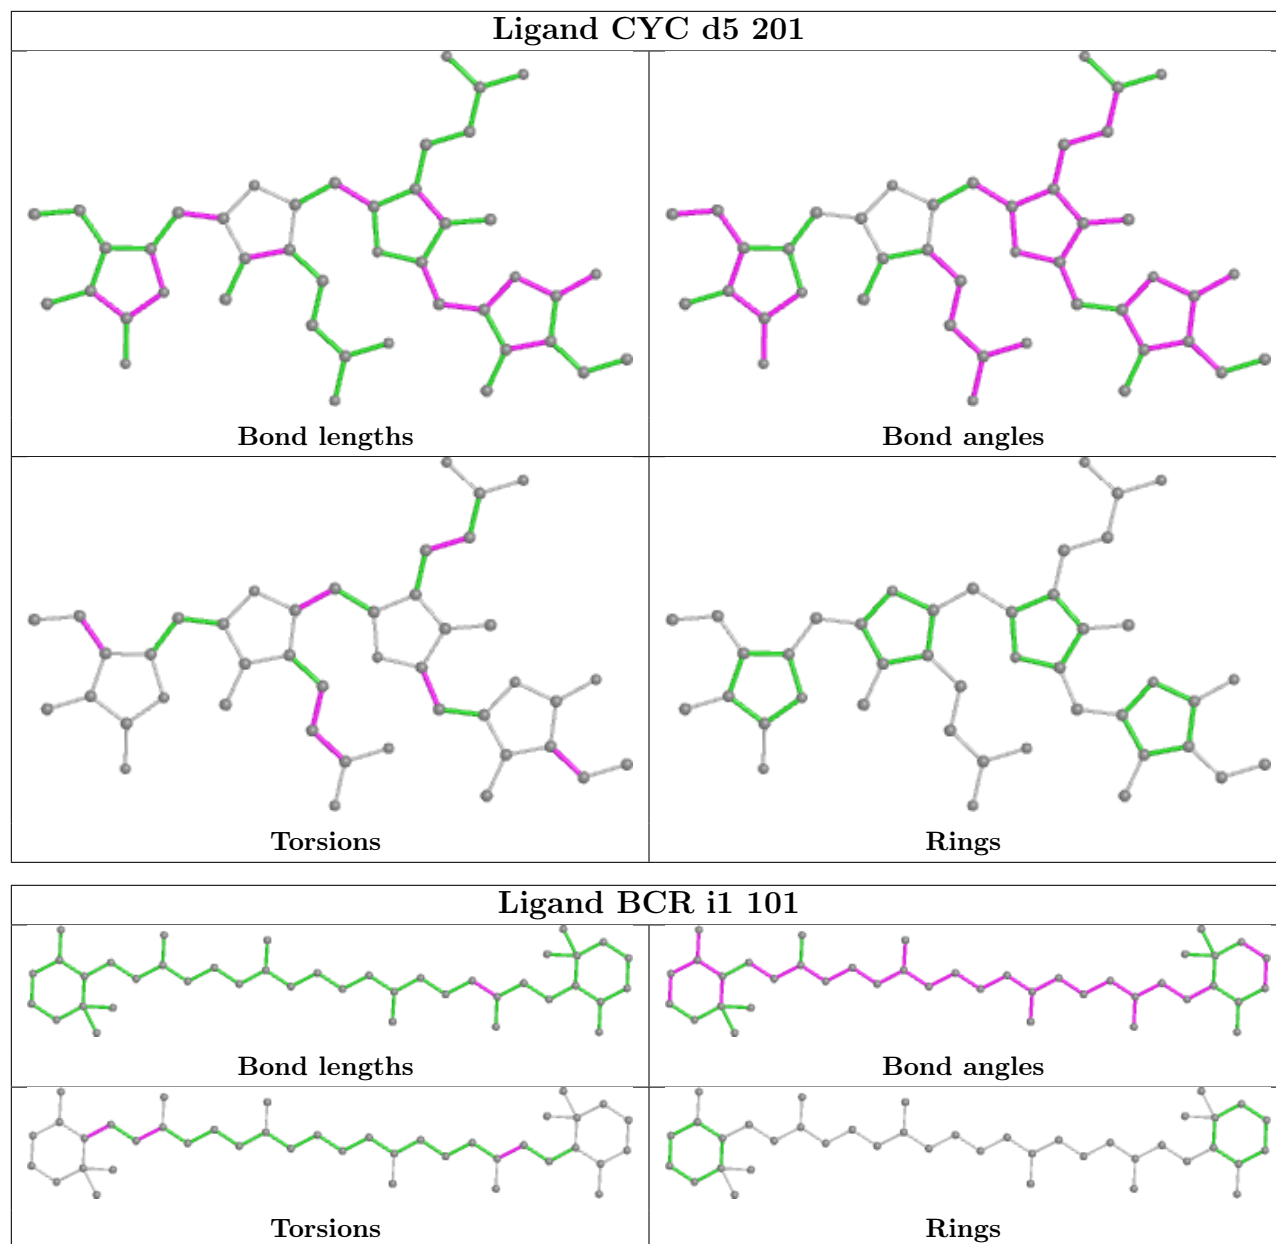 Ligand CYC d5 201
Bond lengths
Bond angles
Torsions
Rings
Ligand BCR i1 101
Bond lengths
Bond angles
Torsions
Rings